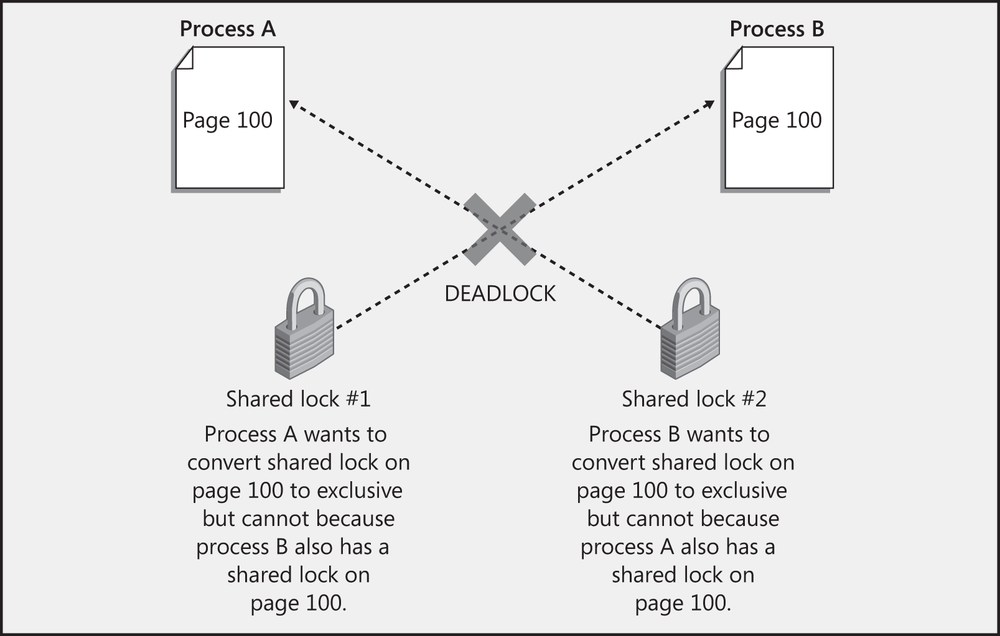 Process A
Process B
Page 100
Page 100
DEADLOCK
Shared lock #1
Process A wants to
convert shared lock on
page 100 to exclusive
but cannot because
process B also has a
shared lock on
page 100.
Shared lock #2
Process B wants to
convert shared lock on
page 100 to exclusive
but cannot because
process A also has a
shared lock on
page 100.